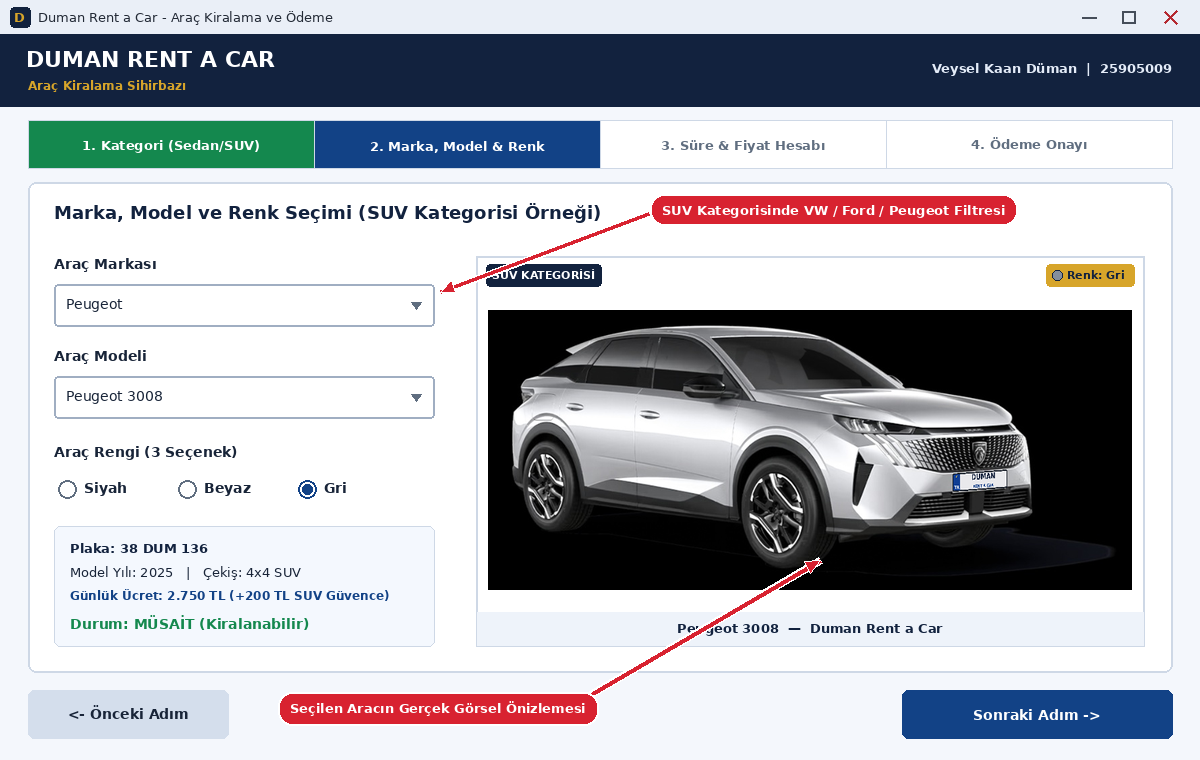 D Duman Rent a Car - Araç Kiralama ve Ödeme
DUMAN RENT A CAR
Araç Kiralama Sihirbazı
Veysel Kaan Düman | 25905009
1. Kategori (Sedan/SUV)
2. Marka, Model & Renk
3. Süre & Fiyat Hesabı
4. Ödeme Onayı
Marka, Model ve Renk Seçimi (SUV Kategorisi Örneği)
SUV Kategorisinde VW / Ford / Peugeot Filtresi
Araç Markası
Peugeot
Araç Modeli
Peugeot 3008
Araç Rengi (3 Seçenek)
Siyah
Beyaz
Gri
Plaka: 38 DUM 136
Model Yılı: 2025 | Çekiş: 4x4 SUV
Günlük Ücret: 2.750 TL (+200 TL SUV Güvence)
Durum: MÜSAİT (Kiralanabilir)
SUV KATEGORİSİ
Renk: Gri
DUMAN
RENT A CAR
Peugeot 3008 — Duman Rent a Car
<- Önceki Adım
Seçilen Aracın Gerçek Görsel Önizlemesi
Sonraki Adım ->